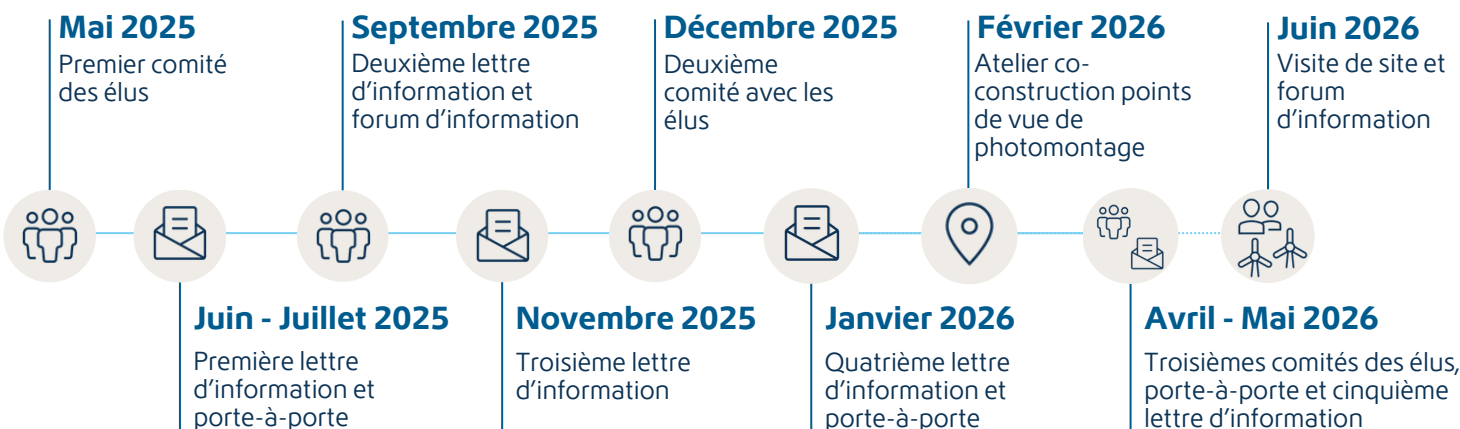 Mai 2025
Premier comité
des élus
Septembre 2025
Deuxième lettre
d'information et
forum d'information
Décembre 2025
Deuxième
comité avec les
élus
Février 2026
Atelier co-
construction points
de vue de
photomontage
Juin 2026
Visite de site et
forum
d'information
Juin - Juillet 2025
Première lettre
d'information et
porte-à-porte
Novembre 2025
Troisième lettre
d'information
Janvier 2026
Quatrième lettre
d'information et
porte-à-porte
Avril - Mai 2026
Troisièmes comités des élus,
porte-à-porte et cinquième
lettre d'information